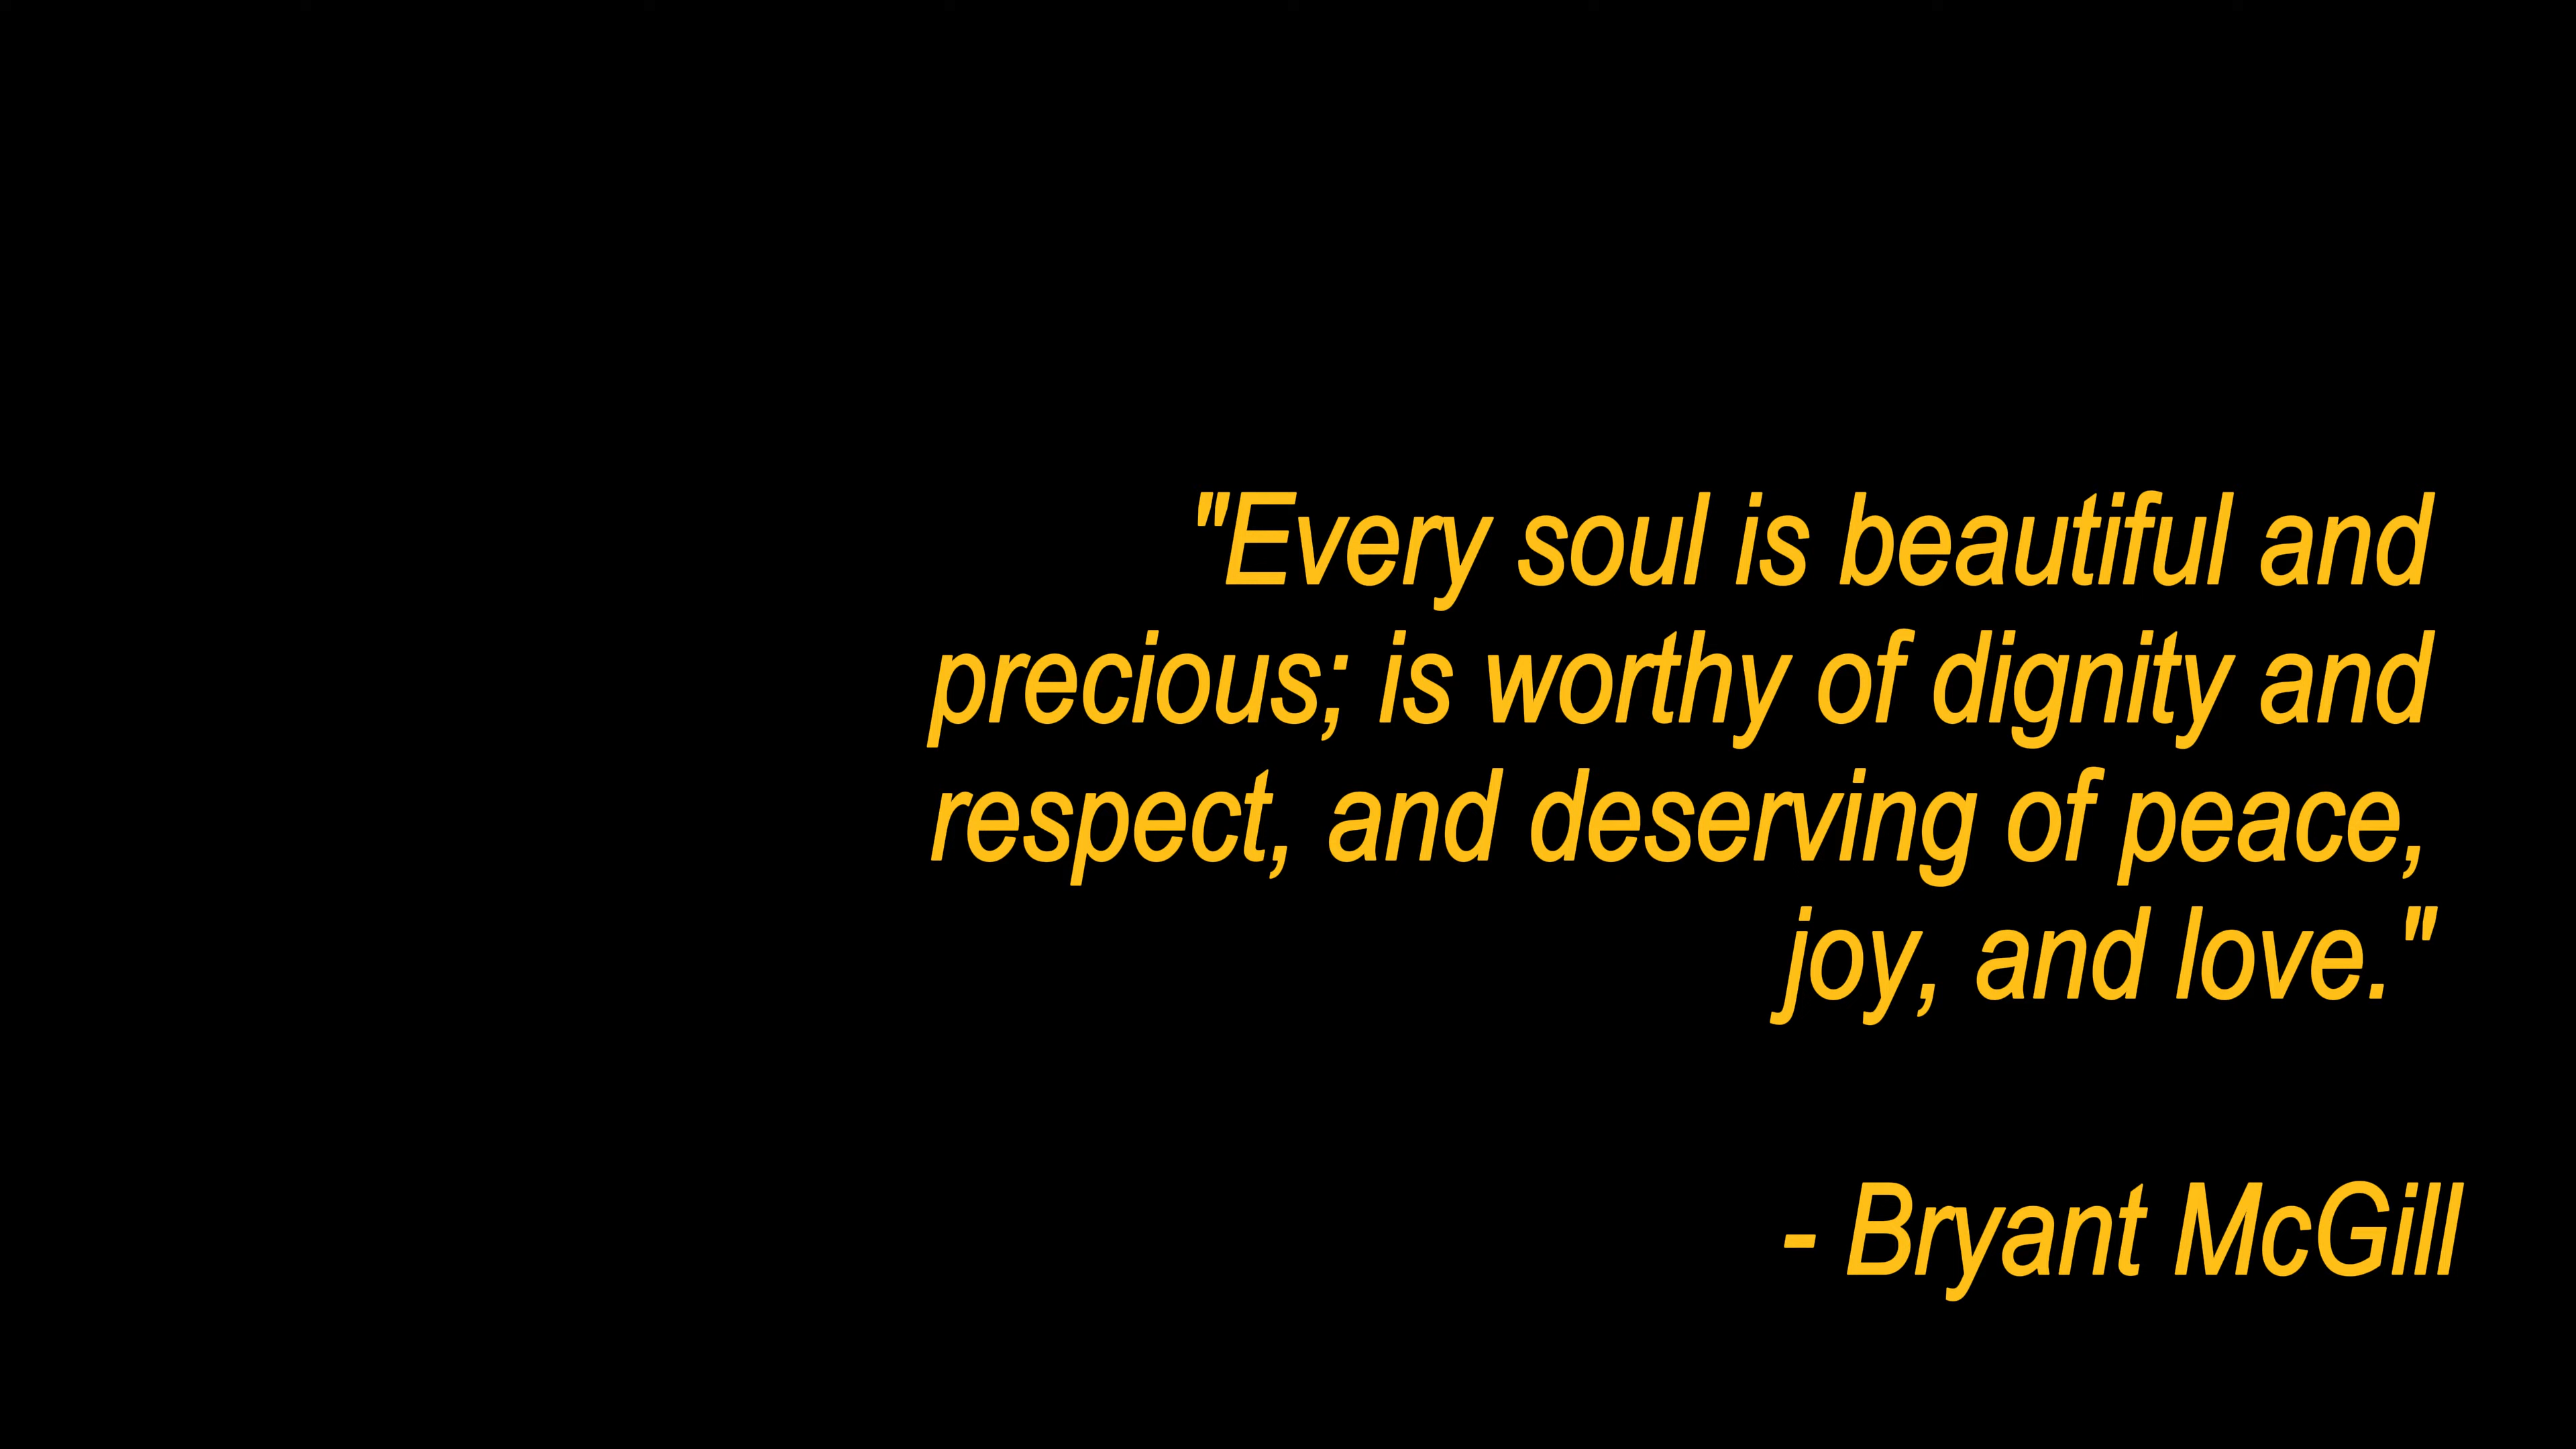 "Every soul is beautiful and
precious; is worthy of dignity and
respect, and deserving of peace,
joy, and love."
- Bryant McGill